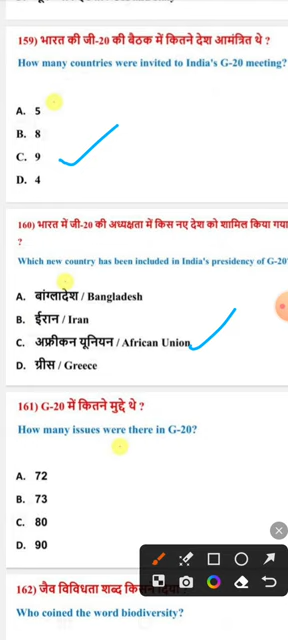 159) भारत की जी-20 की बैठक में कितने देश आमंत्रित थे ?
How many countries were invited to India's G-20 meeting?
A. 5
B. 8
C. 9
D. 4
160) भारत में जी-20 की अध्यक्षता में किस नए देश को शामिल किया गया
?
Which new country has been included in India's presidency of G-20
A. बांग्लादेश / Bangladesh
B. ईरान / Iran
C. अफ्रीकन यूनियन / African Union
D. ग्रीस / Greece
161) G-20 में कितने मुद्दे थे ?
How many issues were there in G-20?
A. 72
B. 73
C. 80
D. 90
162) जैव विविधता शब्द
Who coined the word biodiversity?